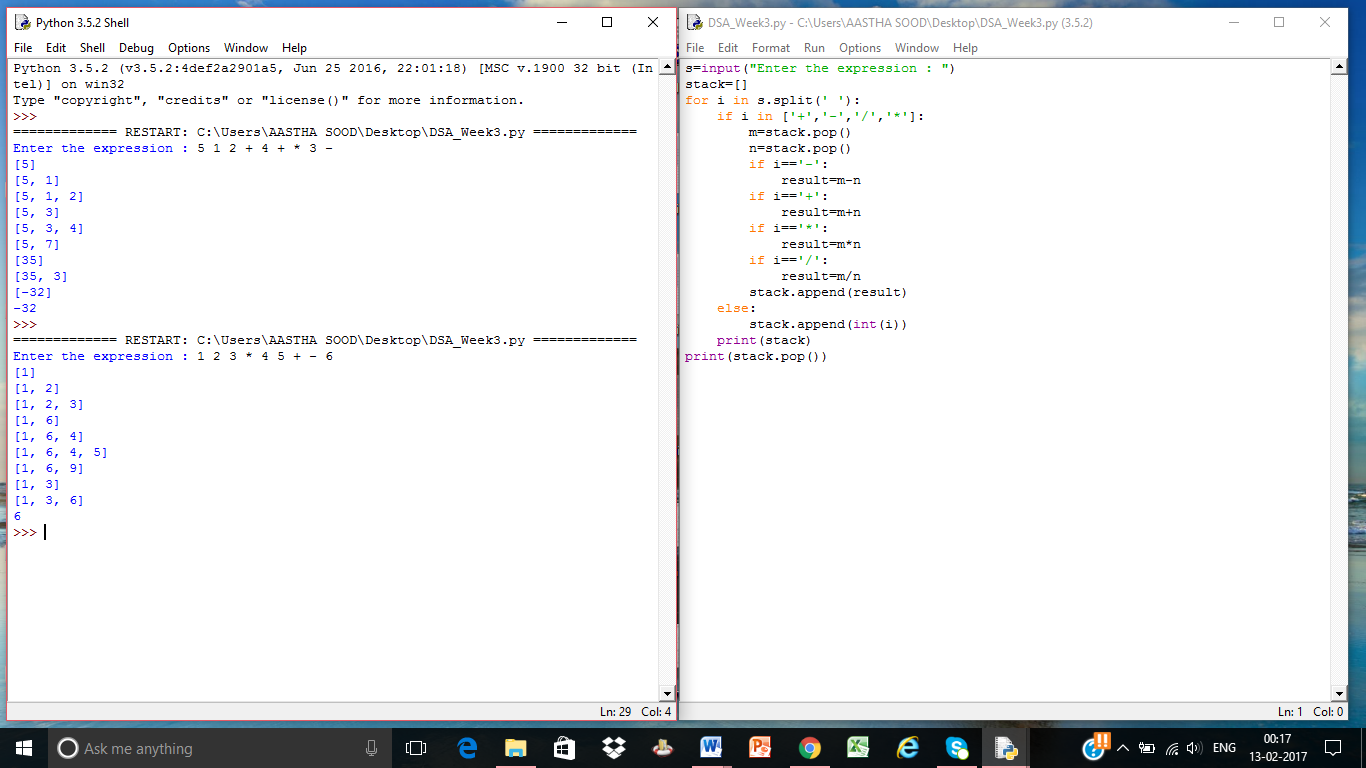 Python 3.5.2 Shell
File Edit Shell Debug Options Window Help
Python 3.5.2 (v3.5.2:4def2a2901a5, Jun 25 2016, 22:01:18) [MSC v.1900 32 bit (In
tel)] on win32
Type "copyright", "credits" or "license()" for more information.
>>>
============= RESTART: C:\Users\AASTHA SOOD\Desktop\DSA_Week3.py =============
Enter the expression : 5 1 2 + 4 + * 3 -
[5]
[5, 1]
[5, 1, 2]
[5, 3]
[5, 3, 4]
[5, 7]
[35]
[35, 3]
[-32]
-32
>>>
============= RESTART: C:\Users\AASTHA SOOD\Desktop\DSA_Week3.py =============
Enter the expression : 1 2 3 * 4 5 + - 6
[1]
[1, 2]
[1, 2, 3]
[1, 6]
[1, 6, 4]
[1, 6, 4, 5]
[1, 6, 9]
[1, 3]
[1, 3, 6]
6
>>>
Ln: 29 Col: 4
DSA_Week3.py - C:\Users\AASTHA SOOD\Desktop\DSA_Week3.py (3.5.2)
File Edit Format Run Options Window Help
s=input("Enter the expression : ")
stack=[]
for i in s.split(' '):
    if i in ['+','-','/','*']:
        m=stack.pop()
        n=stack.pop()
        if i=='-':
            result=m-n
        if i=='+':
            result=m+n
        if i=='*':
            result=m*n
        if i=='/':
            result=m/n
        stack.append(result)
    else:
        stack.append(int(i))
    print(stack)
print(stack.pop())
Ln: 1 Col: 0
Ask me anything
ENG
00:17
13-02-2017